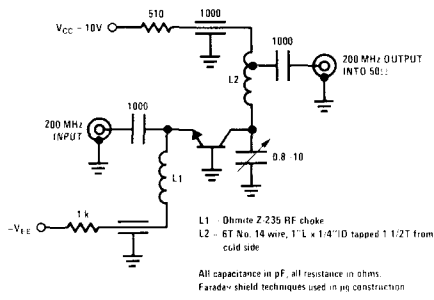 510
1000
VCC - 10V
1000
200 MHz OUTPUT
INTO 50Ω
L2
1000
200 MHz
INPUT
0.8 -10
L1
1 k
-VEE
L1 - Ohmite Z-235 RF choke
L2 - 6T No. 14 wire, 1"L x 1/4"ID tapped 1 1/2T from
cold side
All capacitance in pF, all resistance in ohms.
Faraday shield techniques used in jig construction